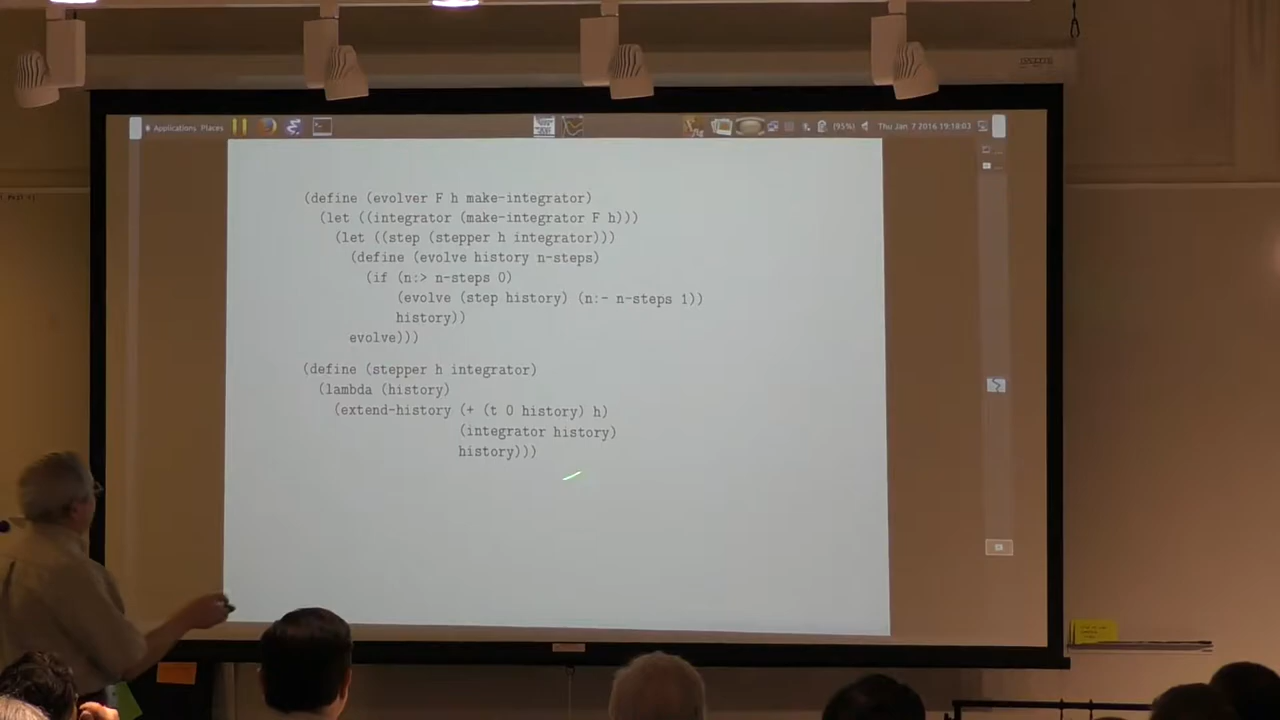 Applications Places
(95%)
Thu Jan 7 2016 19:18:03
(define (evolver F h make-integrator)
(let ((integrator (make-integrator F h)))
(let ((step (stepper h integrator)))
(define (evolve history n-steps)
(if (n:> n-steps 0)
(evolve (step history) (n:- n-steps 1))
history))
evolve)))
(define (stepper h integrator)
(lambda (history)
(extend-history (+ (t 0 history) h)
(integrator history)
history)))